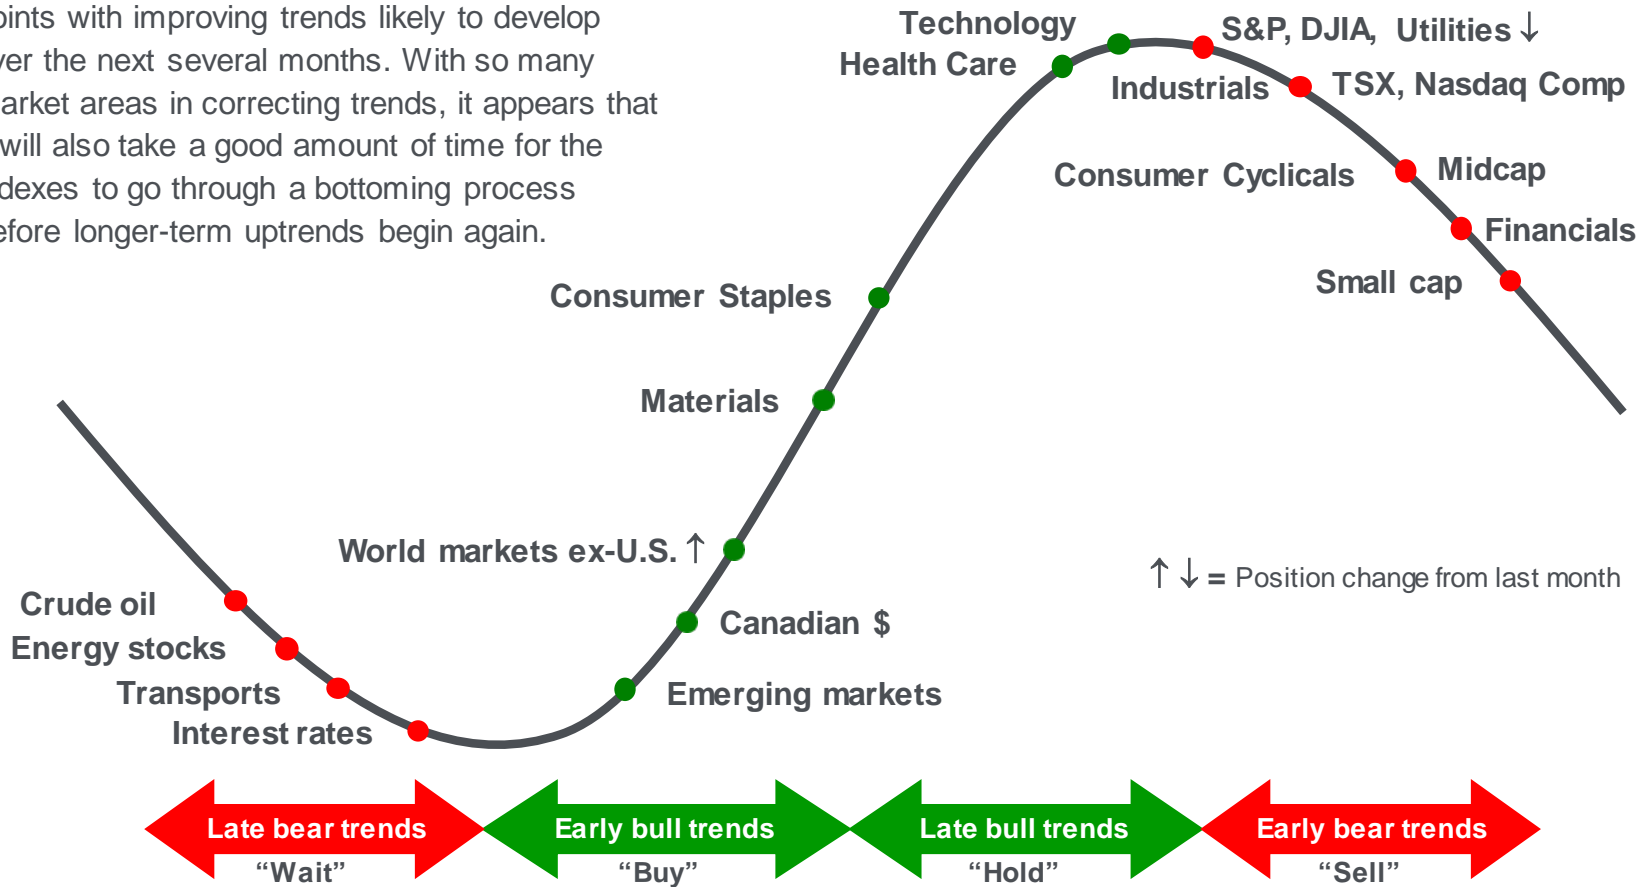 oints with improving trends likely to develop
ver the next several months. With so many
arket areas in correcting trends, it appears that
will also take a good amount of time for the
dexes to go through a bottoming process
efore longer-term uptrends begin again.
Technology
Health Care
S&P, DJIA, Utilities ↓
Industrials
TSX, Nasdaq Comp
Consumer Cyclicals
Midcap
Financials
Small cap
Consumer Staples
Materials
World markets ex-U.S. ↑
↑ ↓ = Position change from last month
Crude oil
Canadian $
Energy stocks
Transports
Emerging markets
Interest rates
Late bear trends
Early bull trends
Late bull trends
Early bear trends
“Wait”
“Buy”
“Hold”
“Sell”